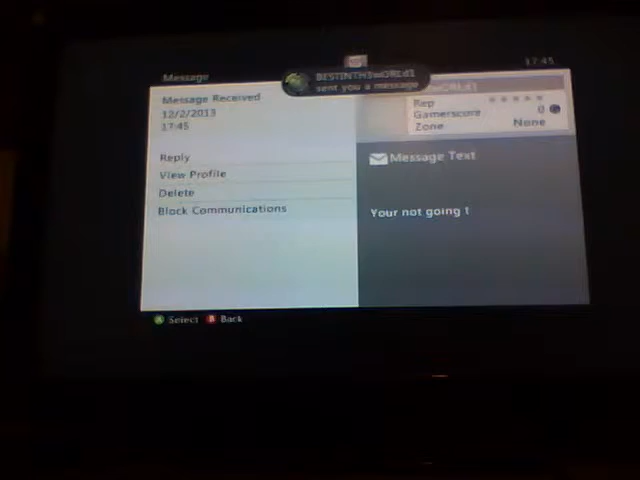 Message
17:45
sent you a message
Message Received
12/2/2013
17:45
Rep
Gamerscore 0
Zone None
Reply
View Profile
Delete
Block Communications
Message Text
Your not going t
A Select B Back